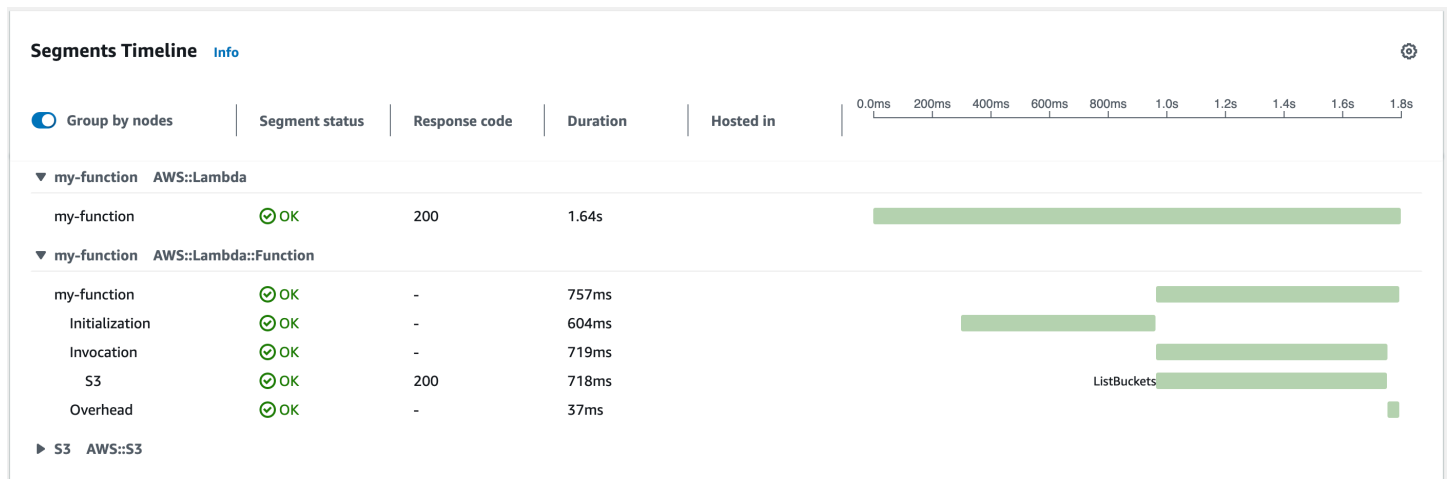 Segments Timeline Info
0.0ms 200ms 400ms 600ms 800ms 1.0s 1.2s 1.4s 1.6s 1.8s
Group by nodes Segment status Response code Duration Hosted in
my-function AWS::Lambda
my-function OK 200 1.64s
my-function AWS::Lambda::Function
my-function OK - 757ms
Initialization OK - 604ms
Invocation OK - 719ms
S3 OK 200 718ms ListBuckets
Overhead OK - 37ms
S3 AWS::S3